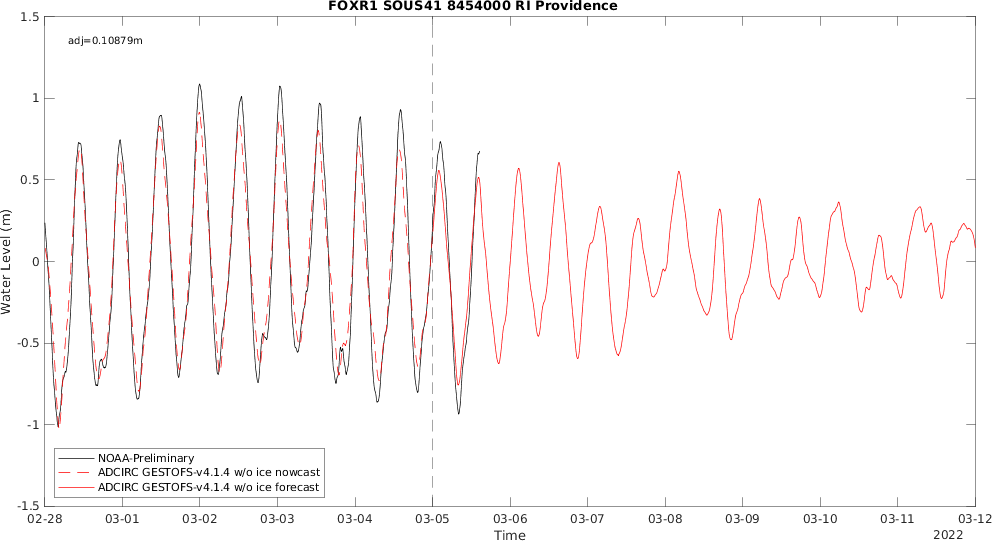 FOXR1 SOUS41 8454000 RI Providence
1.5
adj=0.10879m
1
0.5
0
-0.5
-1
-1.5
Water Level (m)
NOAA-Preliminary
ADCIRC GESTOFS-v4.1.4 w/o ice nowcast
ADCIRC GESTOFS-v4.1.4 w/o ice forecast
02-28 03-01 03-02 03-03 03-04 03-05 03-06 03-07 03-08 03-09 03-10 03-11 03-12
Time
2022